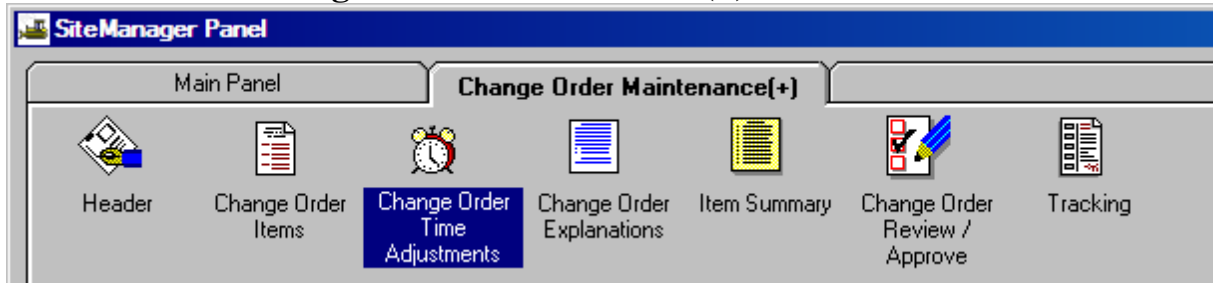 SiteManager Panel
Main Panel
Change Order Maintenance(+)
Header
Change Order
Items
Change Order
Time
Adjustments
Change Order
Explanations
Item Summary
Change Order
Review /
Approve
Tracking